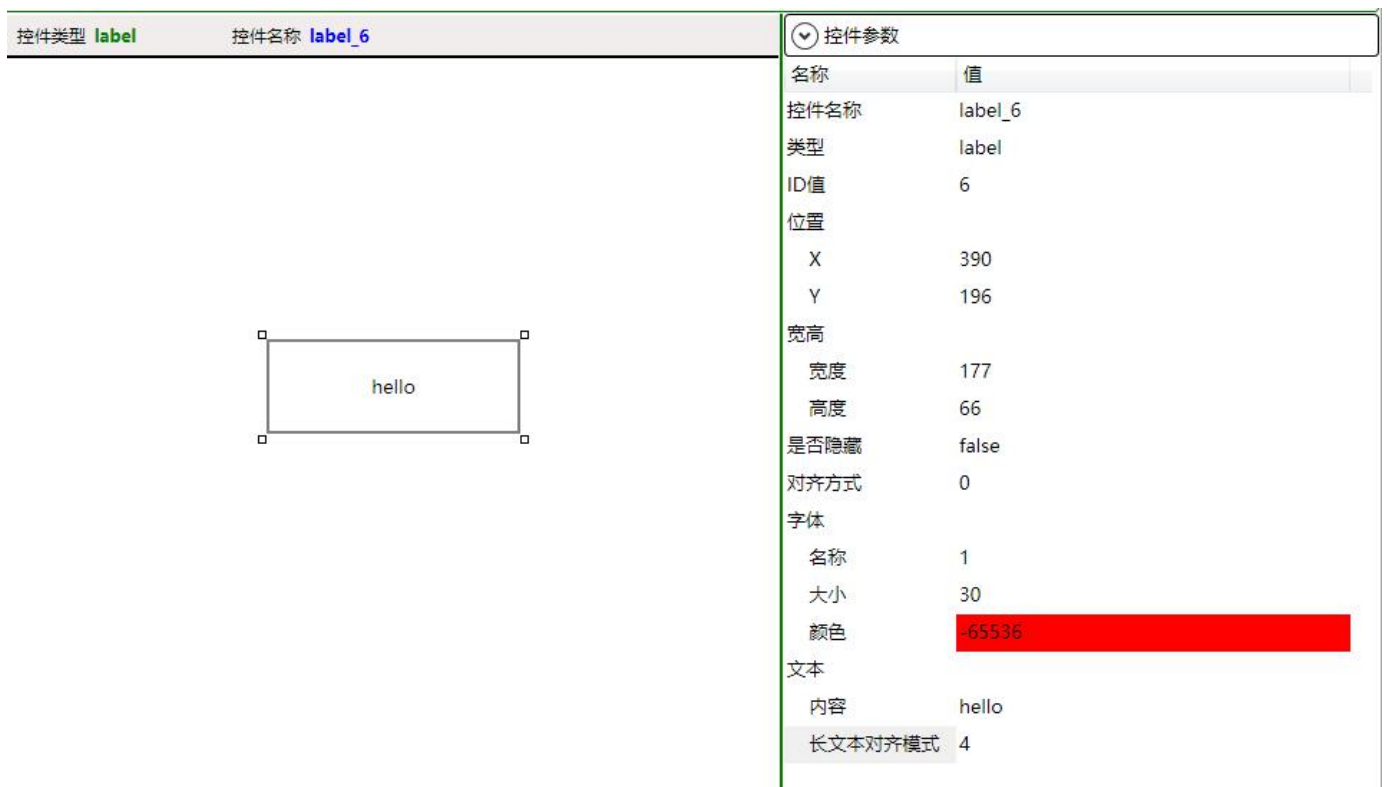 控件类型 label 控件名称 label_6
hello
控件参数
名称 值
控件名称 label_6
类型 label
ID值 6
位置
X 390
Y 196
宽高
宽度 177
高度 66
是否隐藏 false
对齐方式 0
字体
名称 1
大小 30
颜色 -65536
文本
内容 hello
长文本对齐模式 4